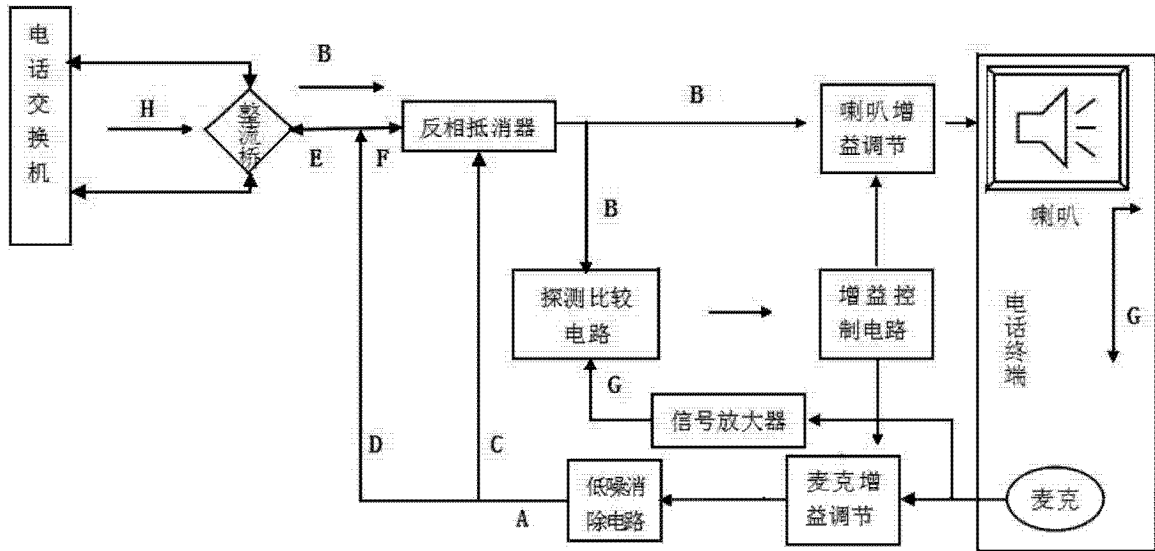 电话交换机
H
整流桥
B
E
F
反相抵消器
B
喇叭增
益调节
喇叭
B
探测比较
电路
增益控
制电路
电话终端
G
G
信号放大器
D
C
A
低噪消
除电路
麦克增
益调节
麦克